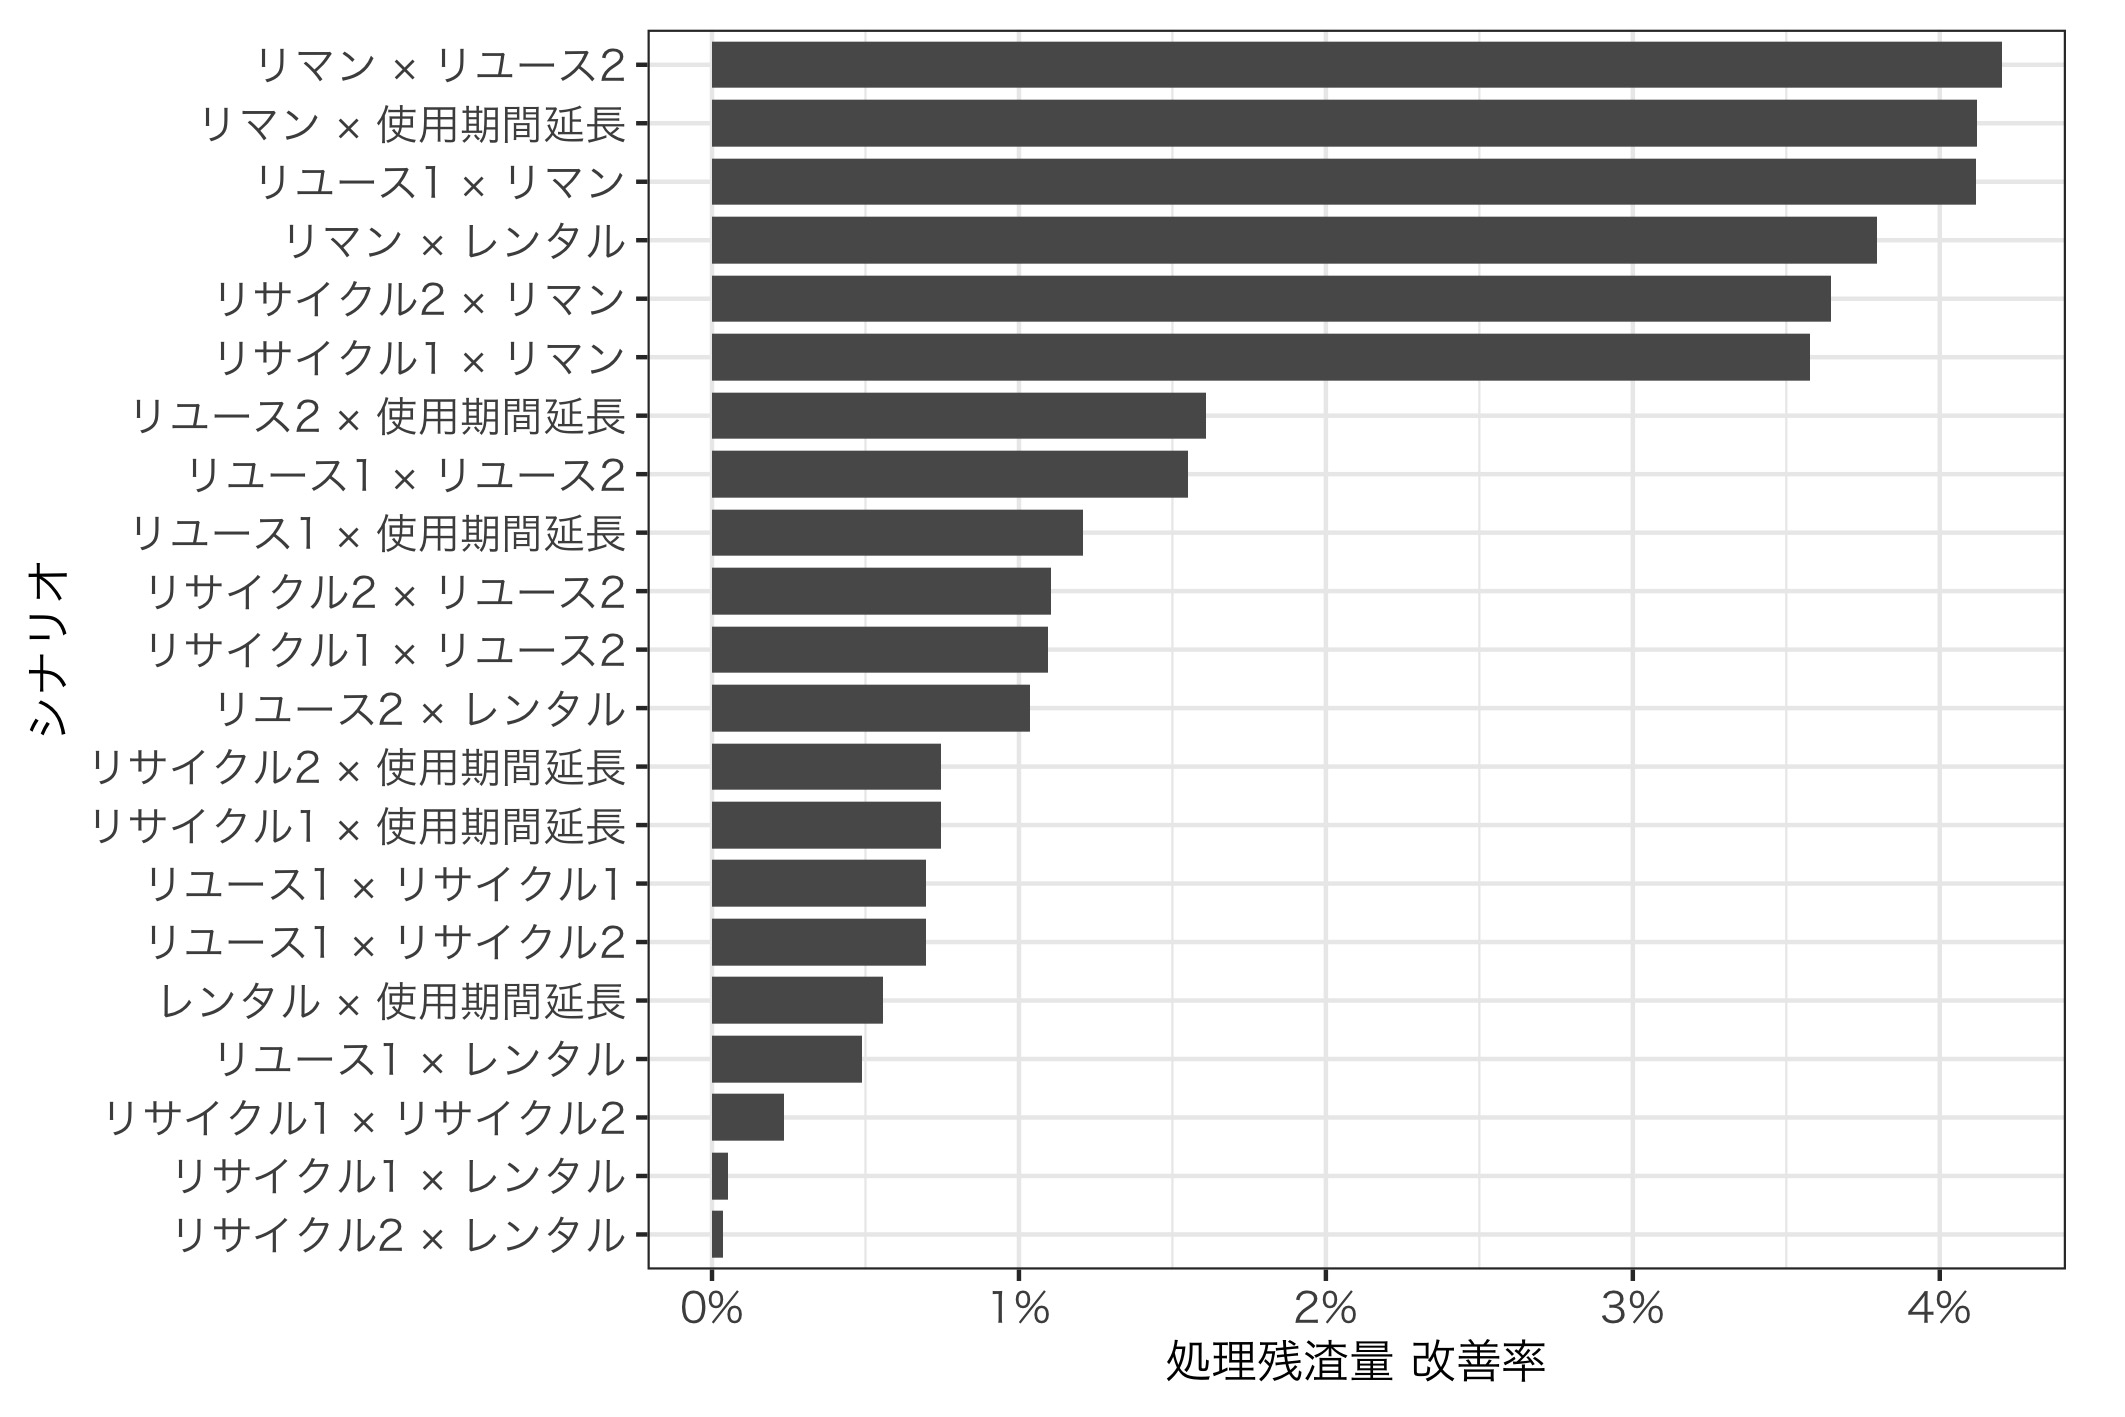 リマン × リユース2
リマン × 使用期間延長
リユース1 × リマン
リマン × レンタル
リサイクル2 × リマン
リサイクル1 × リマン
リユース2 × 使用期間延長
リユース1 × リユース2
リユース1 × 使用期間延長
リサイクル2 × リユース2
リサイクル1 × リユース2
リユース2 × レンタル
リサイクル2 × 使用期間延長
リサイクル1 × 使用期間延長
リユース1 × リサイクル1
リユース1 × リサイクル2
レンタル × 使用期間延長
リユース1 × レンタル
リサイクル1 × リサイクル2
リサイクル1 × レンタル
リサイクル2 × レンタル
シナリオ
0% 1% 2% 3% 4%
処理残渣量 改善率